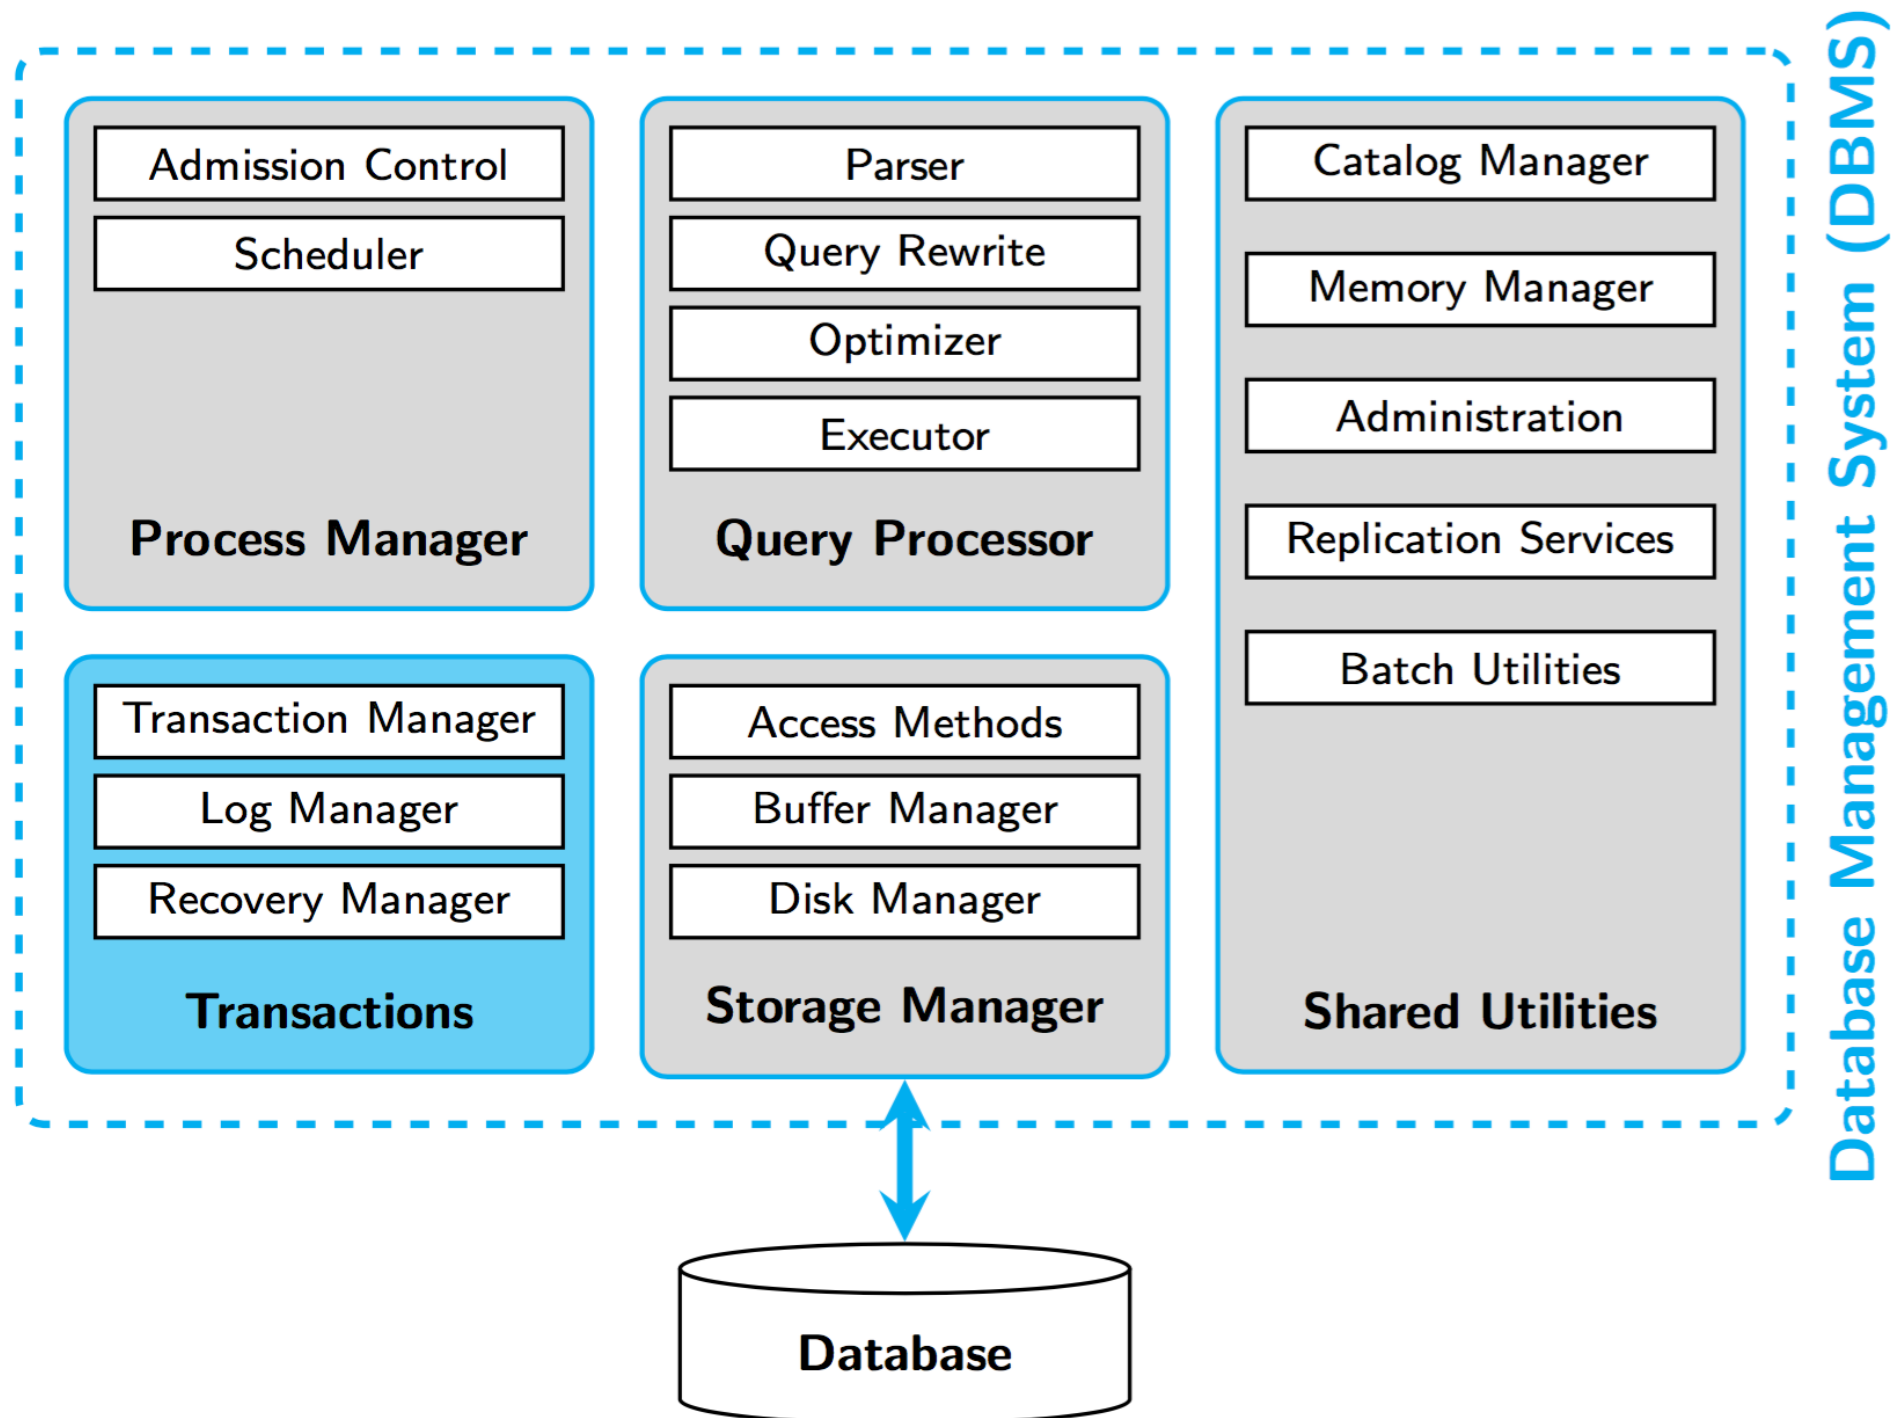 Admission Control
Scheduler
Process Manager
Parser
Query Rewrite
Optimizer
Executor
Query Processor
Catalog Manager
Memory Manager
Administration
Replication Services
Batch Utilities
Shared Utilities
Transaction Manager
Log Manager
Recovery Manager
Transactions
Access Methods
Buffer Manager
Disk Manager
Storage Manager
Database Management System (DBMS)
Database